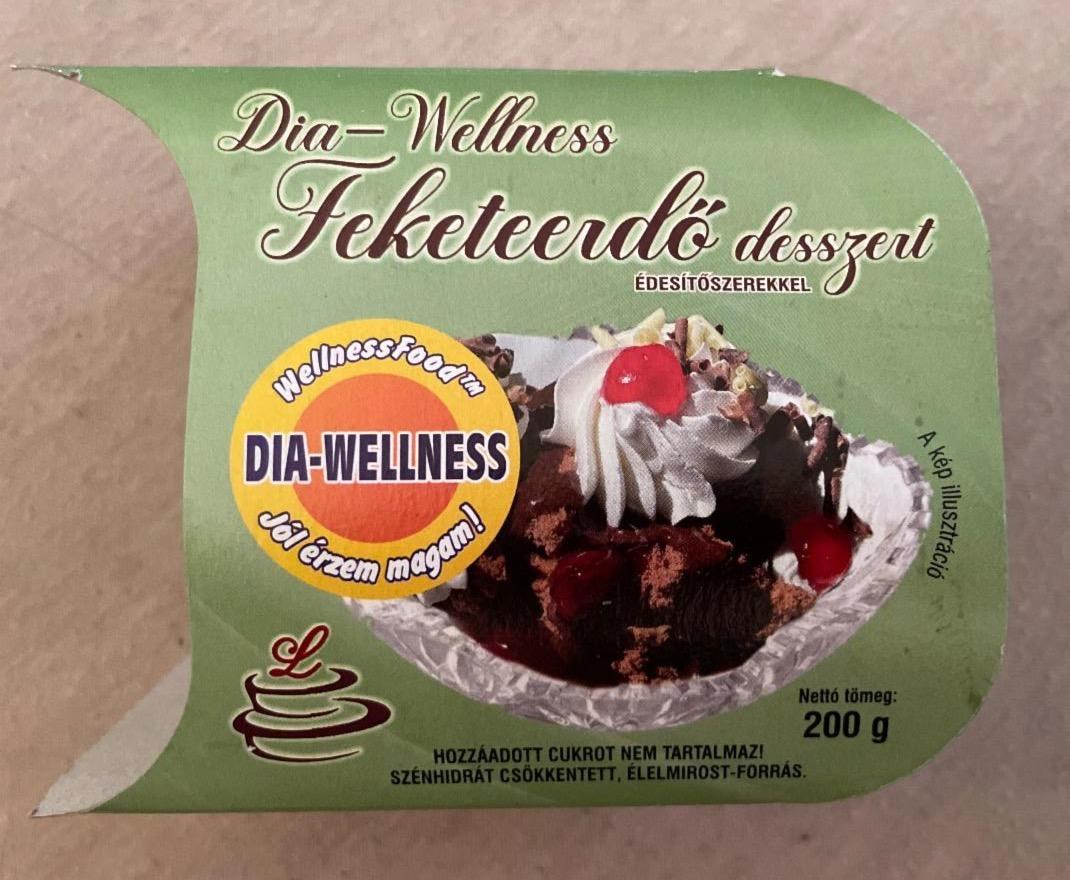 Dia-Wellness
Feketeerdő desszert
ÉDESÍTŐSZEREKKEL
WellnessFood™
DIA-WELLNESS
Jól érzem magam!
A kép illusztráció
L
Nettó tömeg:
200 g
HOZZÁADOTT CUKROT NEM TARTALMAZ!
SZÉNHIDRÁT CSÖKKENTETT, ÉLELMIROST-FORRÁS.